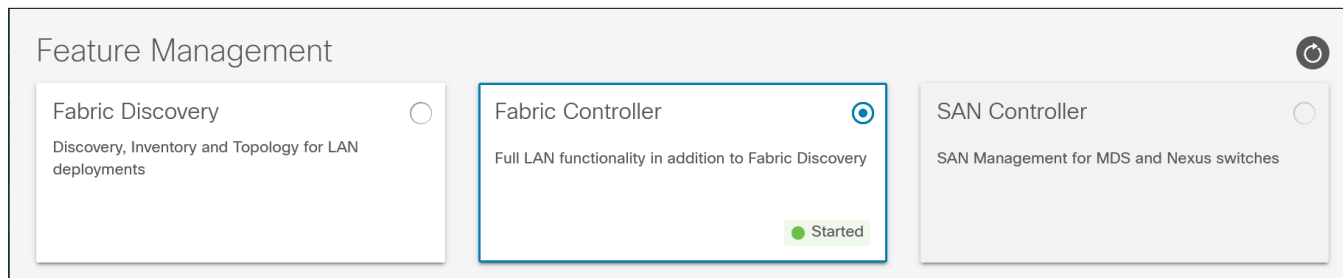 Feature Management
Fabric Discovery
Discovery, Inventory and Topology for LAN
deployments
Fabric Controller
Full LAN functionality in addition to Fabric Discovery
Started
SAN Controller
SAN Management for MDS and Nexus switches